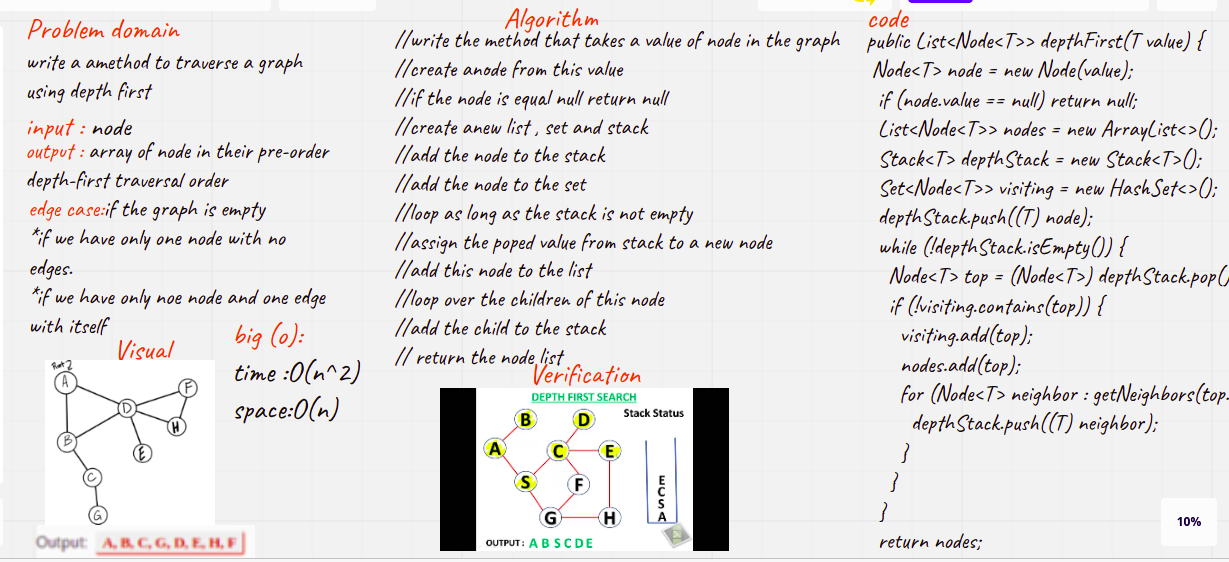 Problem domain
write a amethod to traverse a graph
using depth first
input : node
output : array of node in their pre-order
depth-first traversal order
edge case:if the graph is empty
*if we have only one node with no
edges.
*if we have only noe node and one edge
with itself
Visual
A
F
D
H
B
E
C
G
Output: A, B, C, G, D, E, H, F
big (o):
time :O(n^2)
space:O(n)
Algorithm
//write the method that takes a value of node in the graph
//create anode from this value
//if the node is equal null return null
//create anew list , set and stack
//add the node to the stack
//add the node to the set
//loop as long as the stack is not empty
//assign the poped value from stack to a new node
//add this node to the list
//loop over the children of this node
//add the child to the stack
// return the node list
Verification
DEPTH FIRST SEARCH
Stack Status
B
D
A
C
E
S
F
G
H
E
C
S
A
OUTPUT : A B S C D E
code
public List<Node<T>> depthFirst(T value) {
Node<T> node = new Node(value);
if (node.value == null) return null;
List<Node<T>> nodes = new ArrayList<>();
Stack<T> depthStack = new Stack<T>();
Set<Node<T>> visiting = new HashSet<>();
depthStack.push((T) node);
while (!depthStack.isEmpty()) {
Node<T> top = (Node<T>) depthStack.pop()
if (!visiting.contains(top)) {
visiting.add(top);
nodes.add(top);
for (Node<T> neighbor : getNeighbors(top.
depthStack.push((T) neighbor);
}
}
}
return nodes;
10%